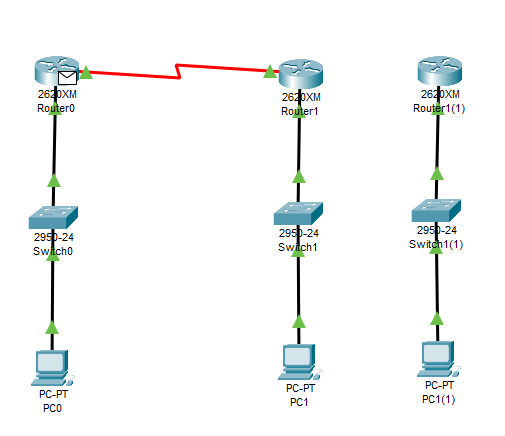 2620XM
Router0
2620XM
Router1
2620XM
Router1(1)
2950-24
Switch0
2950-24
Switch1
2950-24
Switch1(1)
PC-PT
PC0
PC-PT
PC1
PC-PT
PC1(1)